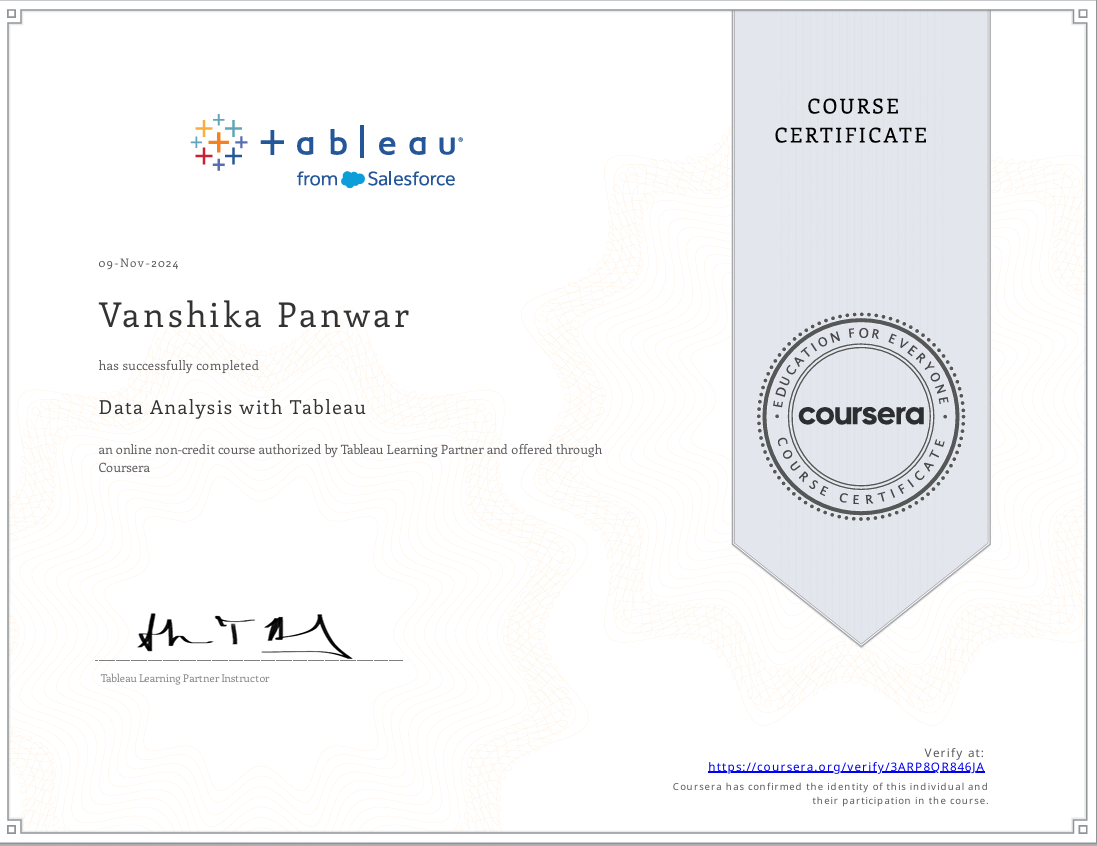 COURSE
CERTIFICATE
+ableau®
from Salesforce
09-Nov-2024
Vanshika Panwar
has successfully completed
Data Analysis with Tableau
an online non-credit course authorized by Tableau Learning Partner and offered through
Coursera
EDUCATION FOR EVERYONE
coursera
COURSE CERTIFICATE
Tableau Learning Partner Instructor
Verify at:
https://coursera.org/verify/3ARP8QR846JA
Coursera has confirmed the identity of this individual and
their participation in the course.